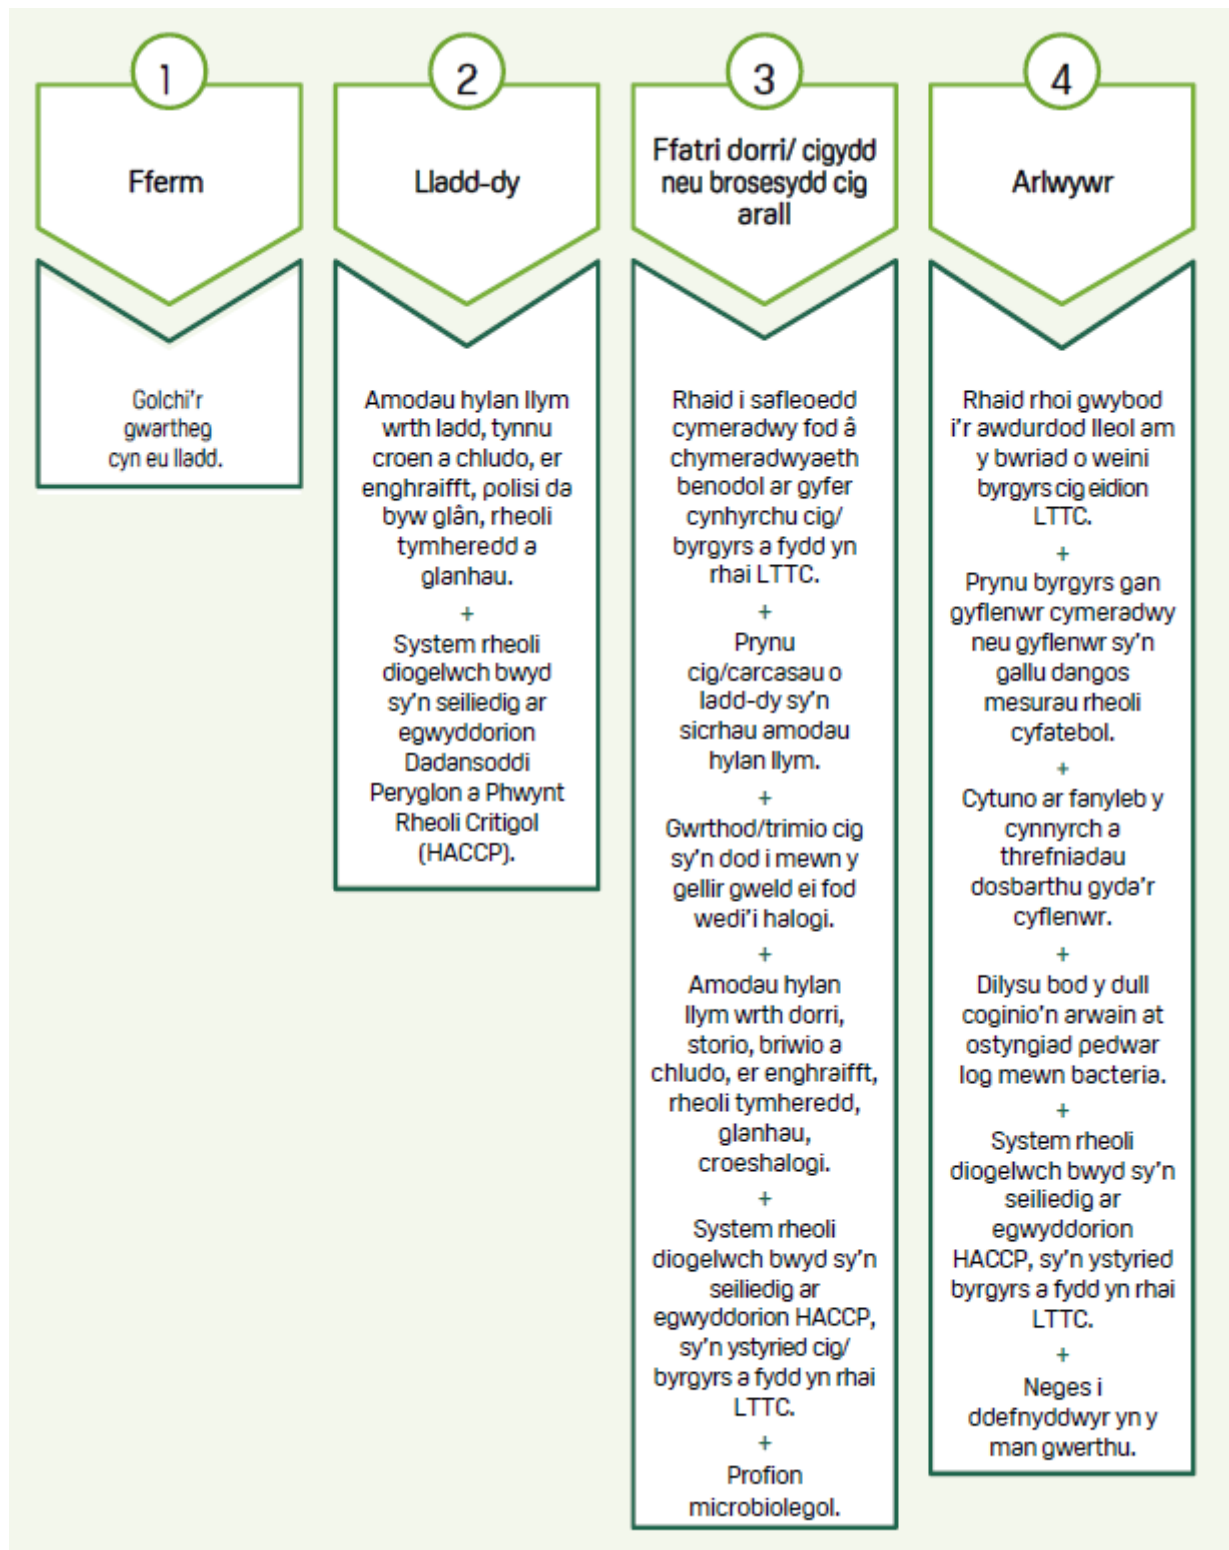 1
Fferm
Golchi'r
gwartheg
cyn eu lladd.
2
Lladd-dy
Amodau hylan llym
wrth ladd, tynnu
croen a chludo, er
enghraifft, polisi da
byw glân, rheoli
tymheredd a
glanhau.
+
System rheoli
diogelwch bwyd
sy'n seiliedig ar
egwyddorion
Dadansoddi
Peryglon a Phwynt
Rheoli Critigol
(HACCP).
3
Ffatri dorri/ cigydd
neu brosesydd cig
arall
Rhaid i safleoedd
cymeradwy fod â
chymeradwyaeth
benodol ar gyfer
cynhyrchu cig/
byrgyrs a fydd yn
rhai LTTC.
+
Prynu
cig/carcasau o
ladd-dy sy'n
sicrhau amodau
hylan llym.
+
Gwrthod/trimio cig
sy'n dod i mewn y
gellir gweld ei fod
wedi'i halogi.
+
Amodau hylan
llym wrth dorri,
storio, briwio a
chludo, er enghraifft,
rheoli tymheredd,
glanhau,
croeshalogi.
+
System rheoli
diogelwch bwyd sy'n
seiliedig ar
egwyddorion HACCP,
sy'n ystyried cig/
byrgyrs a fydd yn rhai
LTTC.
+
Profion
microbiolegol.
4
Arlwywr
Rhaid rhoi gwybod
i'r awdurdod lleol am
y bwriad o weini
byrgyrs cig eidion
LTTC.
+
Prynu byrgyrs gan
gyflenwr cymeradwy
neu gyflenwr sy'n
gallu dangos
mesurau rheoli
cyfatebol.
+
Cytuno ar fanyleb y
cynnyrch a
threfniadau
dosbarthu gyda'r
cyflenwr.
+
Dilysu bod y dull
coginio'n arwain at
ostyngiad pedwar
log mewn bacteria.
+
System rheoli
diogelwch bwyd sy'n
seiliedig ar
egwyddorion
HACCP, sy'n ystyried
byrgyrs a fydd yn rhai
LTTC.
+
Neges i
ddefnyddwyr yn y
man gwerthu.